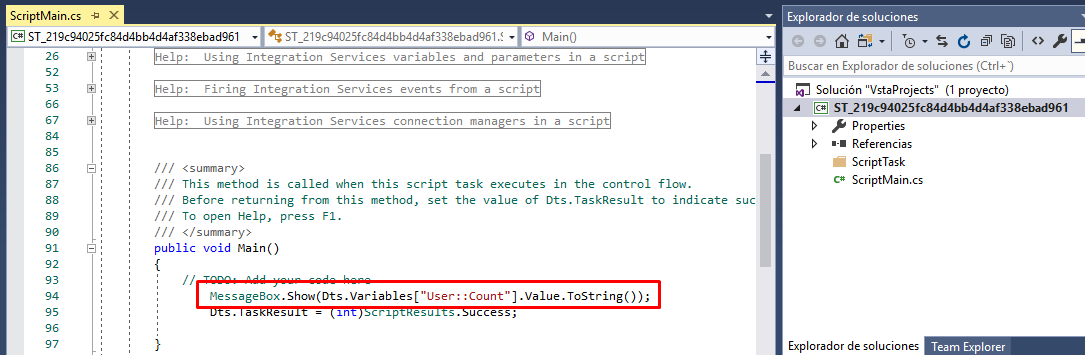 ScriptMain.cs
ST_219c94025fc84d4bb4d4af338ebad961
ST_219c94025fc84d4bb4d4af338ebad961.S
Main()
26 Help: Using Integration Services variables and parameters in a script
52
53 Help: Firing Integration Services events from a script
66
67 Help: Using Integration Services connection managers in a script
84
85
86 /// <summary>
87 /// This method is called when this script task executes in the control flow.
88 /// Before returning from this method, set the value of Dts.TaskResult to indicate suc
89 /// To open Help, press F1.
90 /// </summary>
91 public void Main()
92 {
93 // TODO: Add your code here
94 MessageBox.Show(Dts.Variables["User::Count"].Value.ToString());
95 Dts.TaskResult = (int)ScriptResults.Success;
96
97 }
Explorador de soluciones
Buscar en Explorador de soluciones (Ctrl+`)
Solución "VstaProjects" (1 proyecto)
ST_219c94025fc84d4bb4d4af338ebad961
Properties
Referencias
ScriptTask
C# ScriptMain.cs
Explorador de soluciones Team Explorer